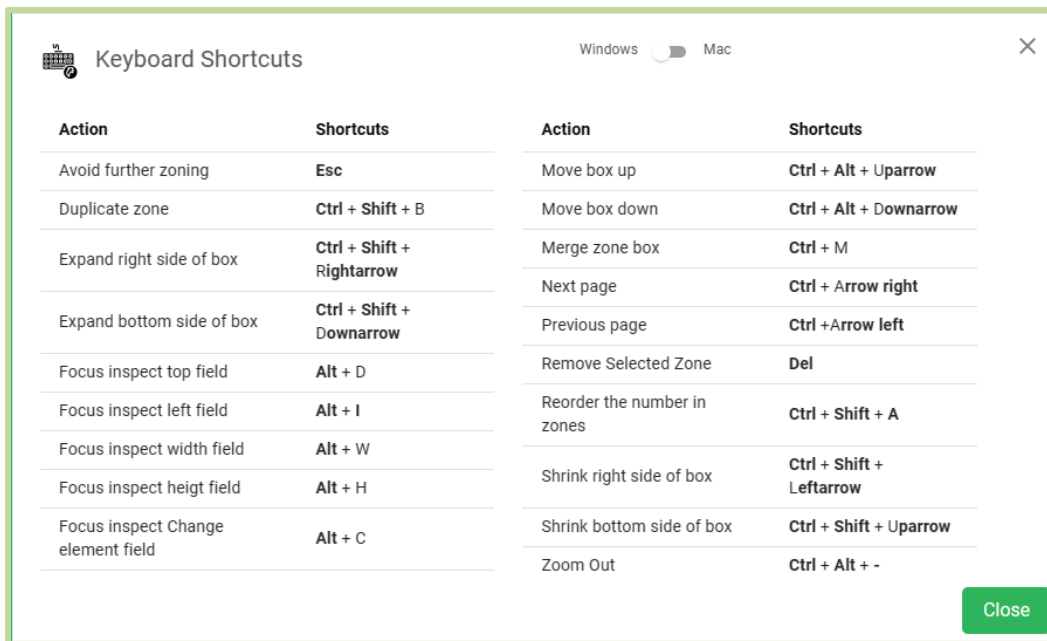 Keyboard Shortcuts
Windows Mac
Action Shortcuts
Avoid further zoning Esc
Duplicate zone Ctrl + Shift + B
Expand right side of box Ctrl + Shift +
Rightarrow
Expand bottom side of box Ctrl + Shift +
Downarrow
Focus inspect top field Alt + D
Focus inspect left field Alt + I
Focus inspect width field Alt + W
Focus inspect heigt field Alt + H
Focus inspect Change
element field Alt + C
Action Shortcuts
Move box up Ctrl + Alt + Uparrow
Move box down Ctrl + Alt + Downarrow
Merge zone box Ctrl + M
Next page Ctrl + Arrow right
Previous page Ctrl +Arrow left
Remove Selected Zone Del
Reorder the number in
zones Ctrl + Shift + A
Shrink right side of box Ctrl + Shift +
Leftarrow
Shrink bottom side of box Ctrl + Shift + Uparrow
Zoom Out Ctrl + Alt + -
Close